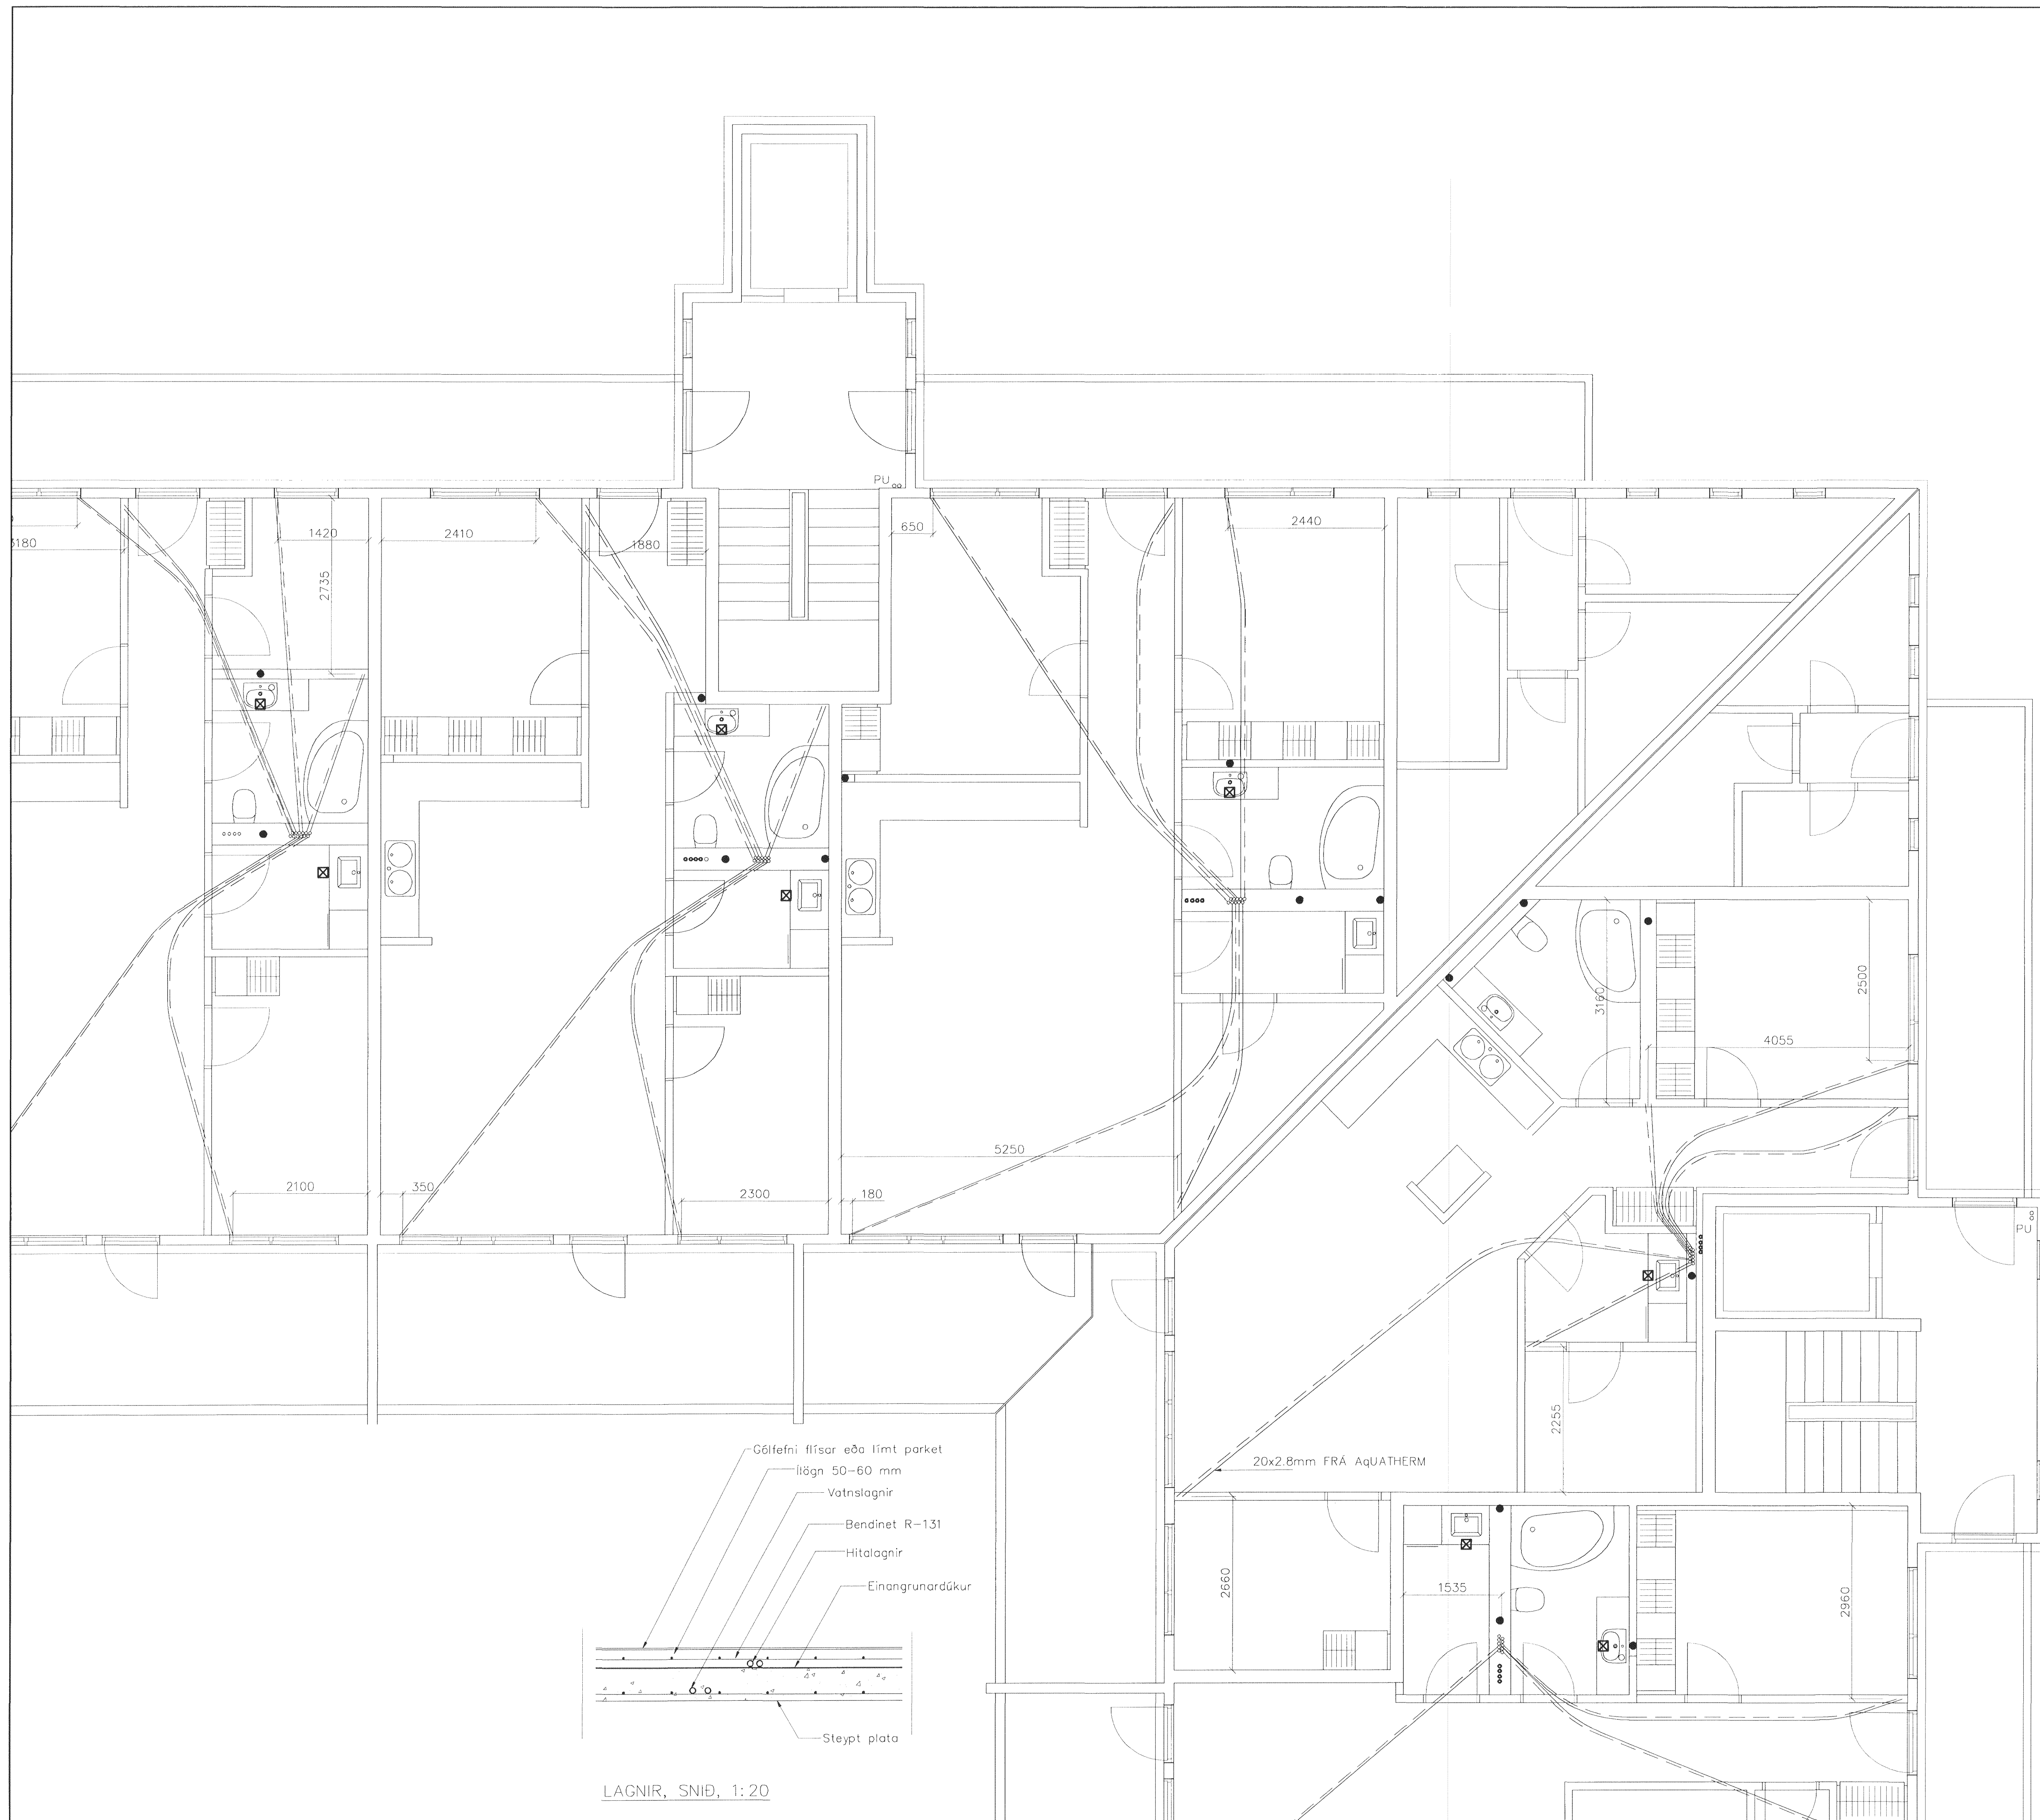 PU
650
2440
3180
1420
2410
1880
2735
2500
3160
4055
5250
2100
350
2300
180
PU
2255
Gólfefni flísar eða límt parket
Ílögn 50-60 mm
20x2.8mm FRÁ AqUATHERM
Vatnslagnir
Bendinet R-131
Hitalagnir
Einangrunardúkur
2660
1535
2960
Steypt plata
LAGNIR, SNIÐ, 1:20